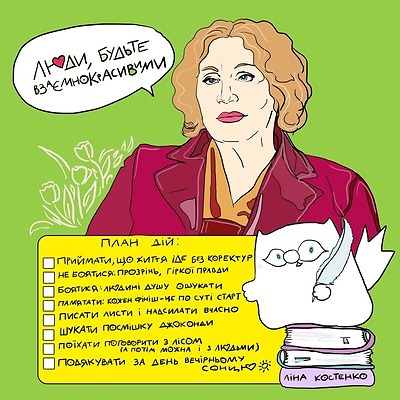 ЛЮДИ, БУДЬТЕ
ВЗАЄМНОКРАСИВИМИ
ПЛАН ДІЙ:
ПРИЙМАТИ, ЩО ЖИТТЯ ІДЕ БЕЗ КОРЕКТУР
НЕ БОЯТИСЯ: ПРОЗРІНЬ, ГІРКОЇ ПРАВДИ
БОЯТИСЯ: ЛЮДИНІ ДУШУ ОШУКАТИ
ПАМ'ЯТАТИ: КОЖЕН ФІНІШ-ЦЕ ПО СУТІ СТАРТ
ПИСАТИ ЛИСТИ І НАДСИЛАТИ ВЧАСНО
ШУКАТИ ПОСМІШКУ ДЖОКОНДИ
ПОЇХАТИ ПОГОВОРИТИ З ЛІСОМ
(А ПОТІМ МОЖНА І З ЛЮДЬМИ)
ПОДЯКУВАТИ ЗА ДЕНЬ ВЕЧІРНЬОМУ
СОНЦЮ
ЛІНА КОСТЕНКО